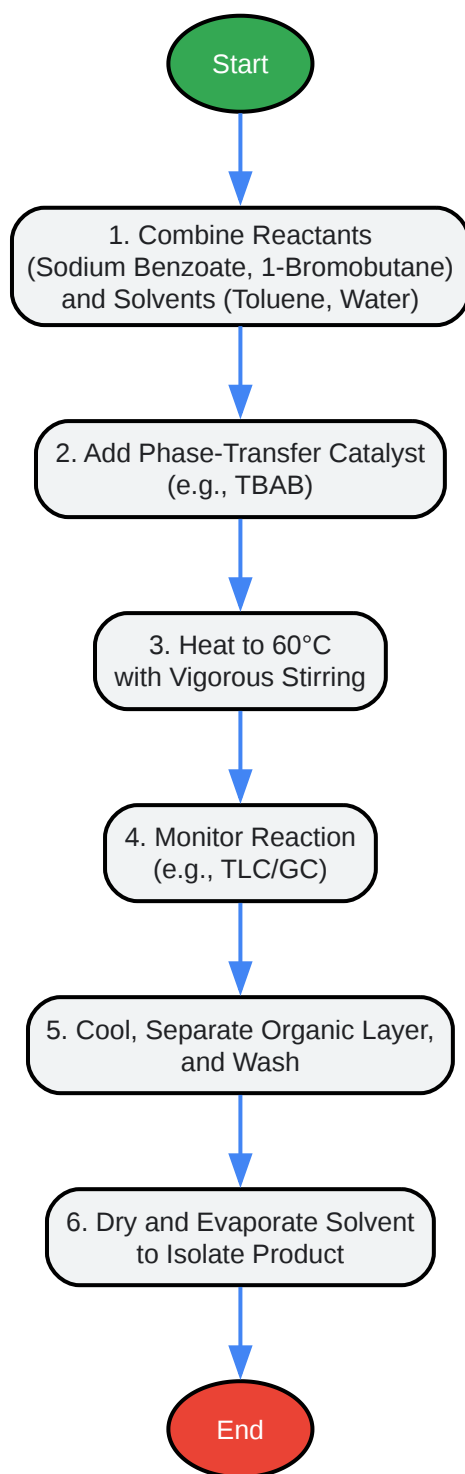 Start
1. Combine Reactants
(Sodium Benzoate, 1-Bromobutane)
and Solvents (Toluene, Water)
2. Add Phase-Transfer Catalyst
(e.g., TBAB)
3. Heat to 60°C
with Vigorous Stirring
4. Monitor Reaction
(e.g., TLC/GC)
5. Cool, Separate Organic Layer,
and Wash
6. Dry and Evaporate Solvent
to Isolate Product
End